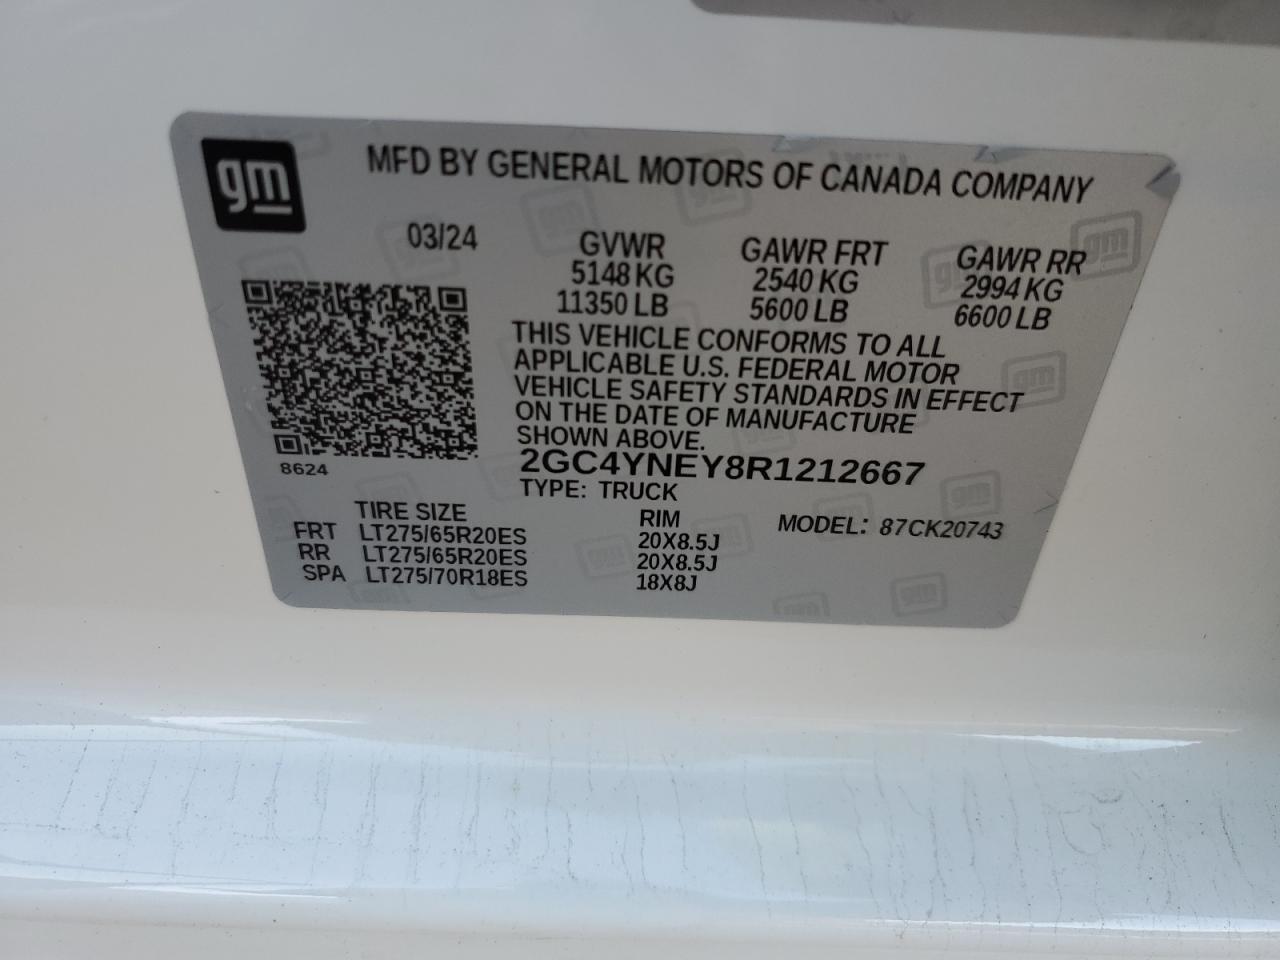 gm
MFD BY GENERAL MOTORS OF CANADA COMPANY
03/24 GVWR GAWR FRT GAWR RR
5148 KG 2540 KG 2994 KG
11350 LB 5600 LB 6600 LB
THIS VEHICLE CONFORMS TO ALL
APPLICABLE U.S. FEDERAL MOTOR
VEHICLE SAFETY STANDARDS IN EFFECT
ON THE DATE OF MANUFACTURE
SHOWN ABOVE.
8624
2GC4YNEY8R1212667
TYPE: TRUCK
TIRE SIZE RIM MODEL: 87CK20743
FRT LT275/65R20ES 20X8.5J
RR LT275/65R20ES 20X8.5J
SPA LT275/70R18ES 18X8J